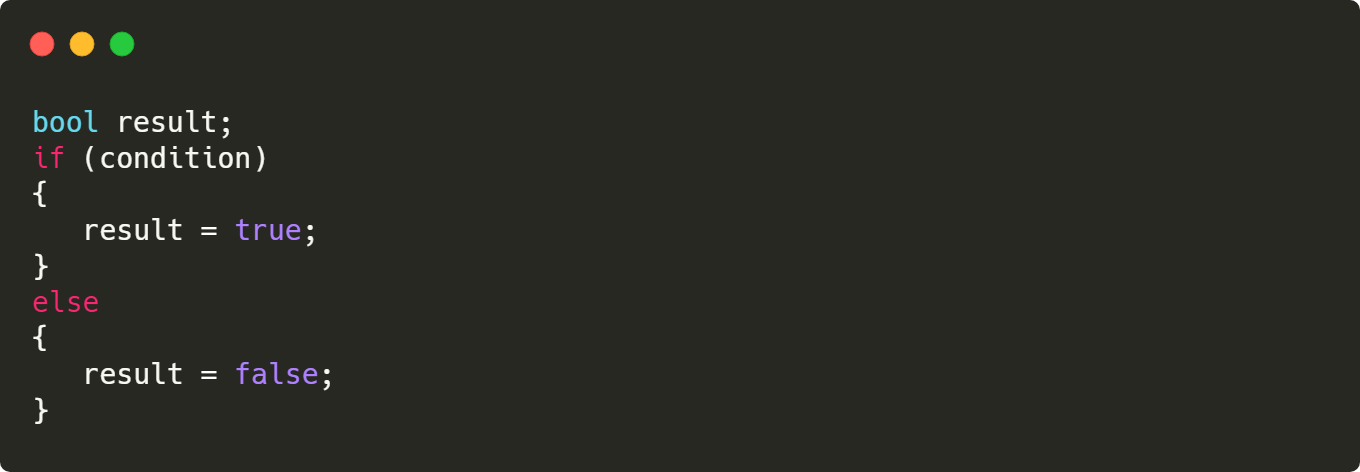 bool result;
if (condition)
{
   result = true;
}
else
{
   result = false;
}